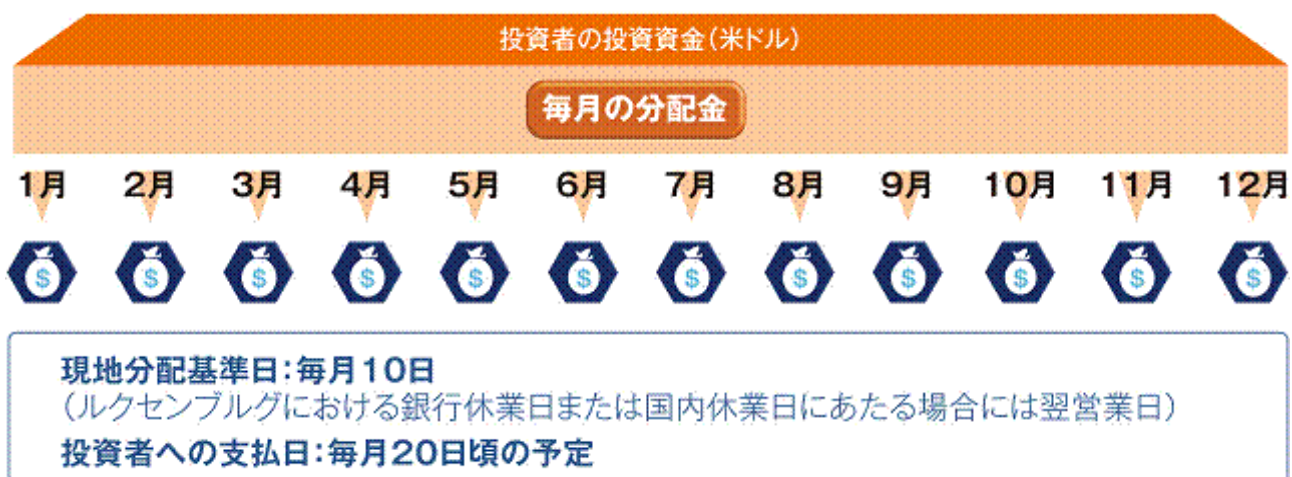 投資者の投資資金（米ドル）
毎月の分配金
1月 2月 3月 4月 5月 6月 7月 8月 9月 10月 11月 12月
$ $ $ $ $ $ $ $ $ $ $ $
現地分配基準日：毎月10日
（ルクセンブルグにおける銀行休業日または国内休業日にあたる場合には翌営業日）
投資者への支払日：毎月20日頃の予定